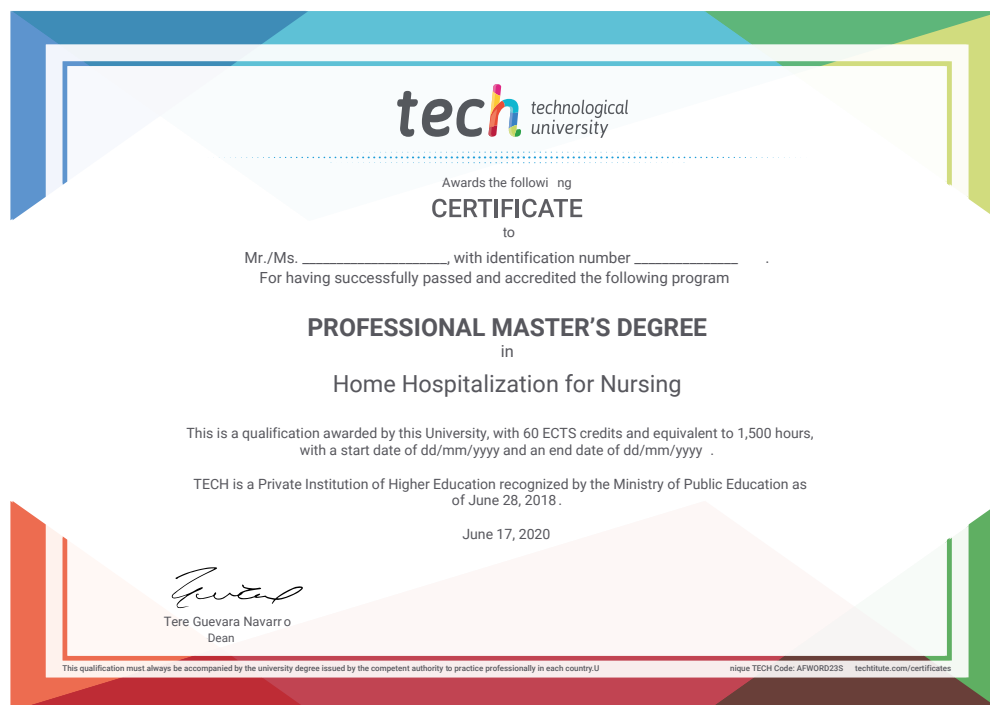 tech technological
university
Awards the followi ng
CERTIFICATE
to
Mr./Ms. _____________________, with identification number _______________ .
For having successfully passed and accredited the following program
PROFESSIONAL MASTER'S DEGREE
in
Home Hospitalization for Nursing
This is a qualification awarded by this University, with 60 ECTS credits and equivalent to 1,500 hours,
with a start date of dd/mm/yyyy and an end date of dd/mm/yyyy .
TECH is a Private Institution of Higher Education recognized by the Ministry of Public Education as
of June 28, 2018 .
June 17, 2020
Tere Guevara Navarr o
Dean
This qualification must always be accompanied by the university degree issued by the competent authority to practice professionally in each country.U nique TECH Code: AFWORD23S techtitute.com/certificates